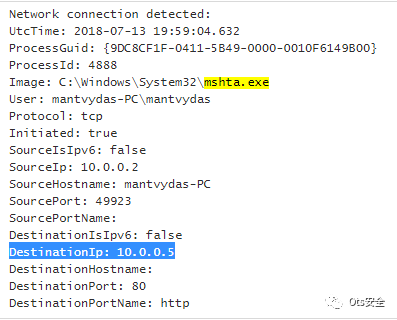 Network connection detected:
UtcTime: 2018-07-13 19:59:04.632
ProcessGuid: {9DC8CF1F-0411-5B49-0000-0010F6149B00}
ProcessId: 4888
Image: C:\Windows\System32\mshta.exe
User: mantvydas-PC\mantvydas
Protocol: tcp
Initiated: true
SourceIsIpv6: false
SourceIp: 10.0.0.2
SourceHostname: mantvydas-PC
SourcePort: 49923
SourcePortName:
DestinationIsIpv6: false
DestinationIp: 10.0.0.5
DestinationHostname:
DestinationPort: 80
DestinationPortName: http
Ots安全